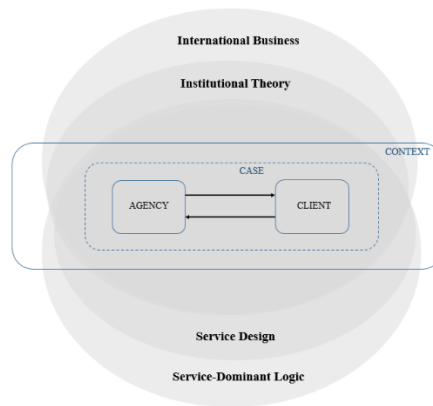 International Business
Institutional Theory
CONTEXT
CASE
AGENCY
CLIENT
Service Design
Service-Dominant Logic